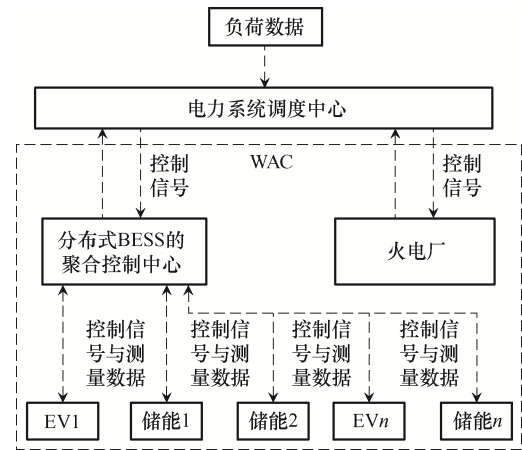 负荷数据
电力系统调度中心
WAC
控制
信号
控制
信号
分布式BESS的
聚合控制中心
火电厂
控制信
号与测
量数据
控制信
号与测
量数据
控制信
号与测
量数据
控制信
号与测
量数据
EV1
储能1
储能2
EVn
储能n